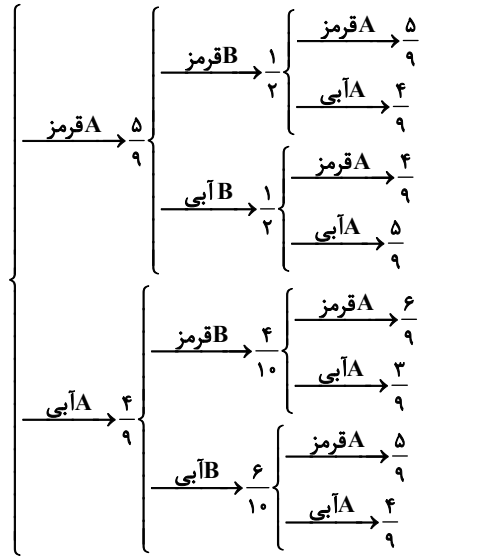 قرمزA ۵/۹
قرمزB ۱/۲
قرمزA ۵/۹
آبیA ۴/۹
آبی B ۱/۲
قرمزA ۴/۹
آبیA ۵/۹
آبیA ۴/۹
قرمزB ۴/۱۰
قرمزA ۶/۹
آبیA ۳/۹
آبیB ۶/۱۰
قرمزA ۵/۹
آبیA ۴/۹